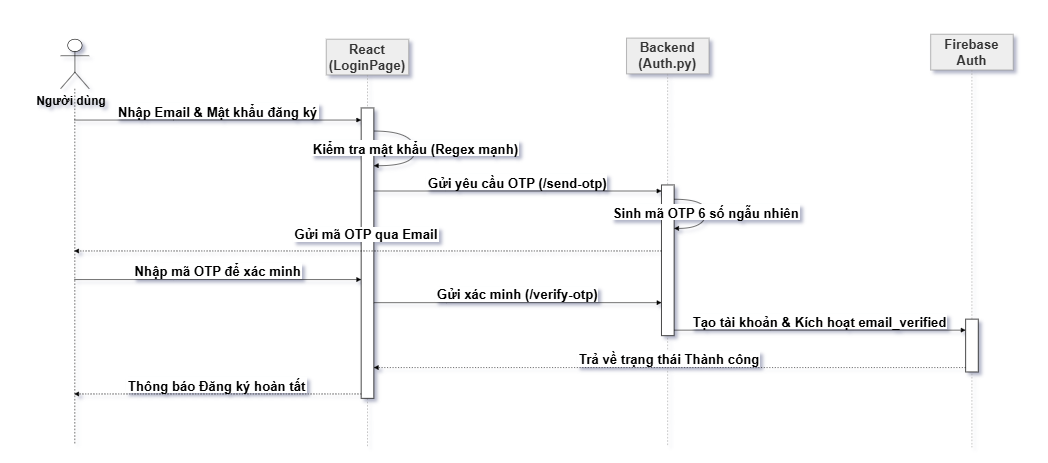 React
(LoginPage)
Backend
(Auth.py)
Firebase
Auth
Người dùng
Nhập Email & Mật khẩu đăng ký
Kiểm tra mật khẩu (Regex mạnh)
Gửi yêu cầu OTP (/send-otp)
Sinh mã OTP 6 số ngẫu nhiên
Gửi mã OTP qua Email
Nhập mã OTP để xác minh
Gửi xác minh (/verify-otp)
Tạo tài khoản & Kích hoạt email_verified
Trả về trạng thái Thành công
Thông báo Đăng ký hoàn tất